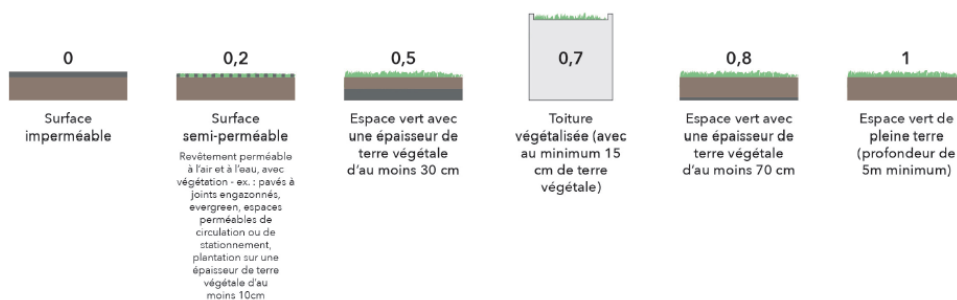 0
Surface
imperméable
0,2
Surface
semi-perméable
Revêtement perméable
à l'air et à l'eau, avec
végétation - ex. : pavés à
joints engazonnés,
evergreen, espaces
perméables de
circulation ou de
stationnement,
plantation sur une
épaisseur de terre
végétale d'au
moins 10cm
0,5
Espace vert avec
une épaisseur de
terre végétale
d'au moins 30 cm
0,7
Toiture
végétalisée (avec
au minimum 15
cm de terre
végétale)
0,8
Espace vert avec
une épaisseur de
terre végétale
d'au moins 70 cm
1
Espace vert de
pleine terre
(profondeur de
5m minimum)